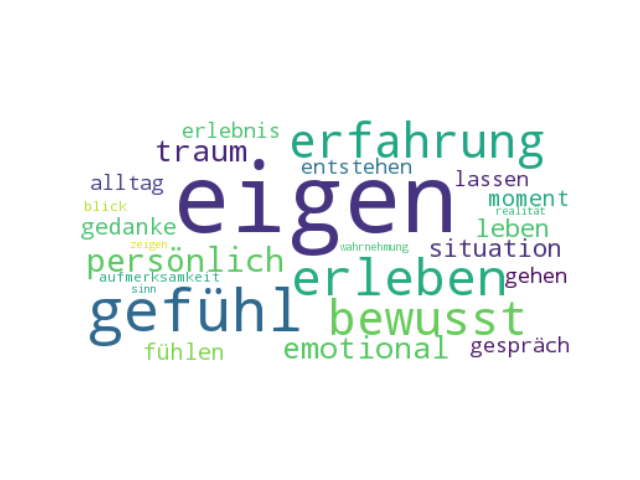 erlebnis
erfahrung
traum
entstehen
alltag
eigen
lassen
moment
blick
realität
gedanke
leben
zeigen
wahrnehmung
situation
persönlich
erleben
gehen
aufmerksamkeit
sinn
gefühl
bewusst
fühlen
emotional
gespräch